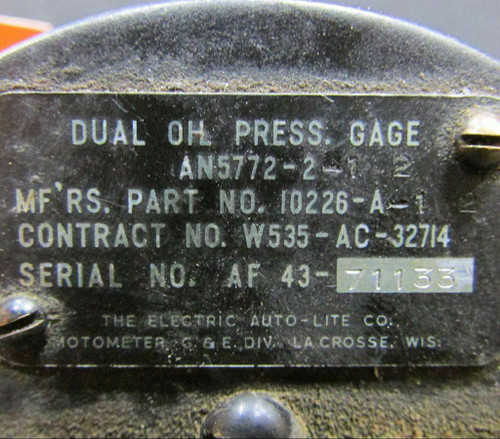 DUAL OIL PRESS. GAGE
AN5772-2-1 2
MF'RS. PART NO. 10226-A-1
CONTRACT NO. W535-AC-32714
SERIAL NO. AF 43-71133
THE ELECTRIC AUTO-LITE CO.,
MOTOMETER G. & E. DIV. LA CROSSE, WIS.